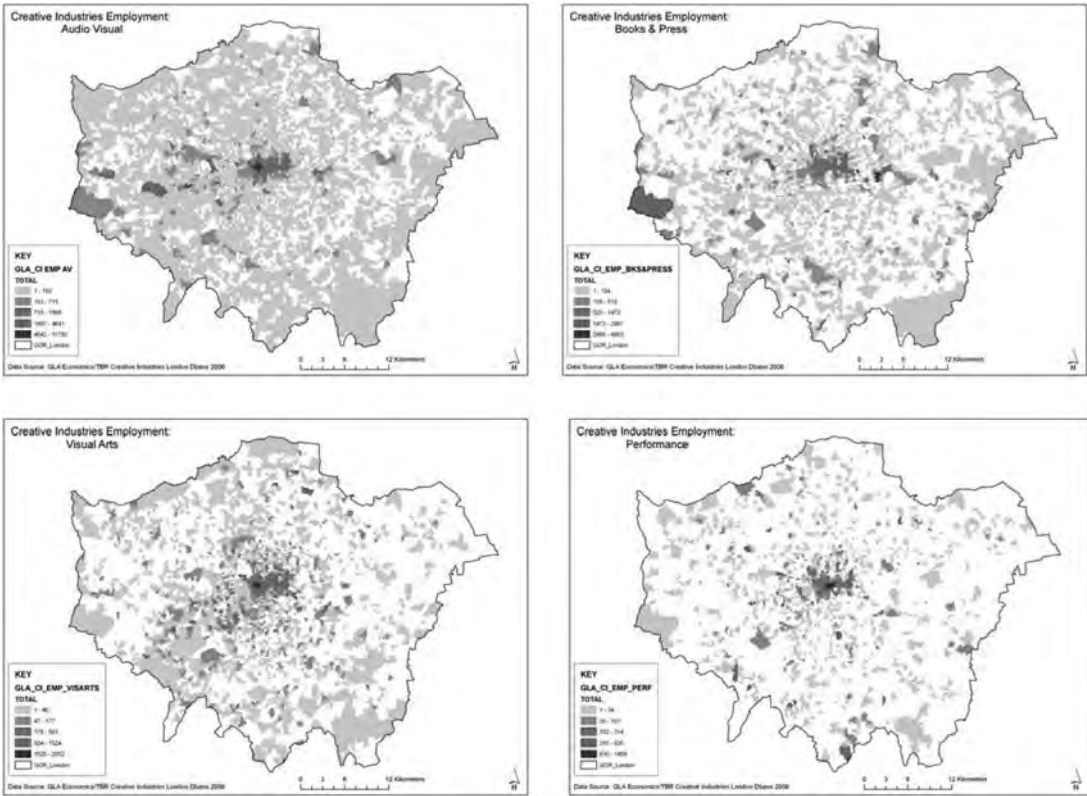 Creative Industries Employment:
Audio Visual
KEY
GLA_CI EMP AV
TOTAL
GOR_London
0 3 6 12 Kilometers
N
Data Source: GLA Economics/TBR Creative Industries London Dbase 2008
Creative Industries Employment:
Books & Press
KEY
GLA_CI_EMP_BKS&PRESS
TOTAL
GOR_London
0 3 6 12 Kilometers
N
Data Source: GLA Economics/TBR Creative Industries London Dbase 2008
Creative Industries Employment:
Visual Arts
KEY
GLA_CI_EMP_VISARTS
TOTAL
GOR_London
0 3 6 12 Kilometers
N
Data Source: GLA Economics/TBR Creative Industries London Dbase 2008
Creative Industries Employment:
Performance
KEY
GLA_CI_EMP_PERF
TOTAL
GOR_London
0 3 6 12 Kilometers
N
Data Source: GLA Economics/TBR Creative Industries London Dbase 2008